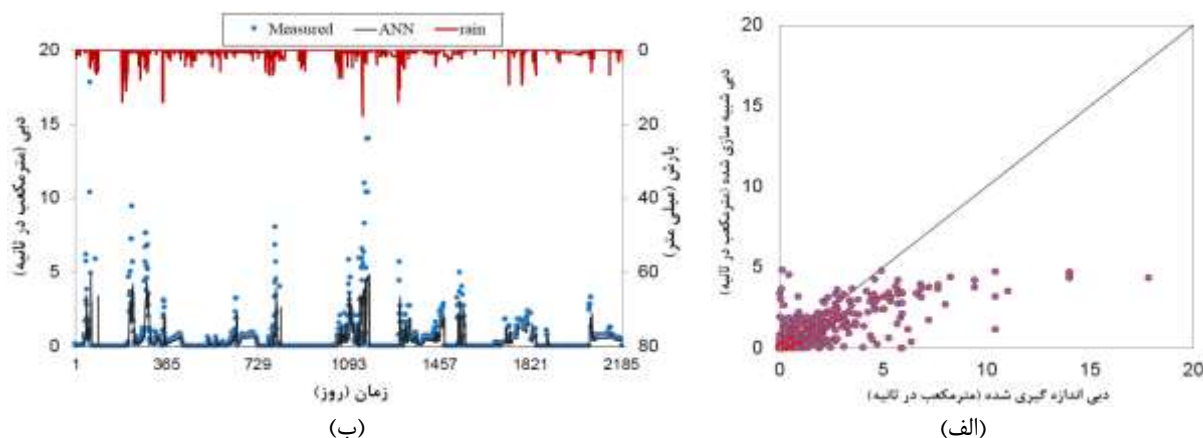 Measured ANN rain
دبی (مترمکعب در ثانیه)
20
15
10
5
0
0
20
40
60
80
بارش (میلی متر)
1 365 729 1093 1457 1821 2185
زمان (روز)
(ب)
دبی شبیه سازی شده (مترمکعب در ثانیه)
20
15
10
5
0
0 5 10 15 20
دبی اندازه گیری شده (مترمکعب در ثانیه)
(الف)